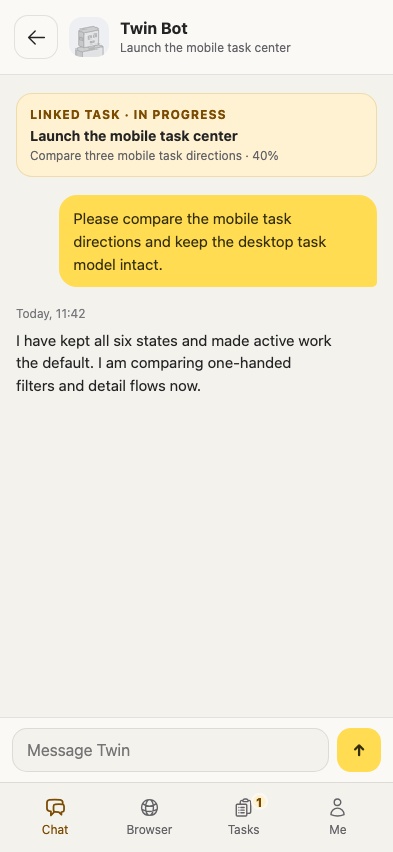 Twin Bot
Launch the mobile task center
LINKED TASK · IN PROGRESS
Launch the mobile task center
Compare three mobile task directions · 40%
Please compare the mobile task
directions and keep the desktop task
model intact.
Today, 11:42
I have kept all six states and made active work
the default. I am comparing one-handed
filters and detail flows now.
Message Twin
1
Chat
Browser
Tasks
Me